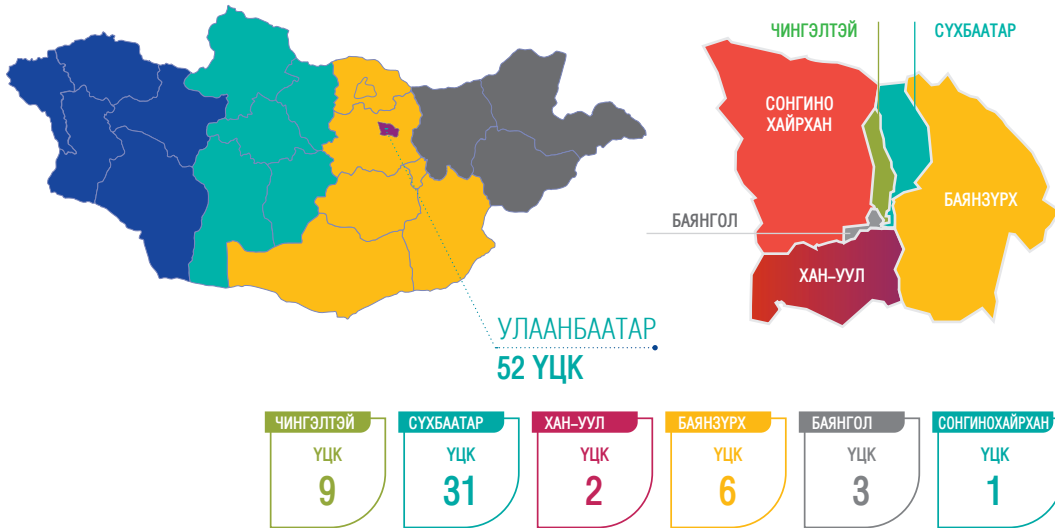 ЧИНГЭЛТЭЙ
СҮХБААТАР
СОНГИНО
ХАЙРХАН
БАЯНЗҮРХ
БАЯНГОЛ
ХАН-УУЛ
УЛААНБААТАР
52 ҮЦК
ЧИНГЭЛТЭЙ
ҮЦК
9
СҮХБААТАР
ҮЦК
31
ХАН-УУЛ
ҮЦК
2
БАЯНЗҮРХ
ҮЦК
6
БАЯНГОЛ
ҮЦК
3
СОНГИНОХАЙРХАН
ҮЦК
1